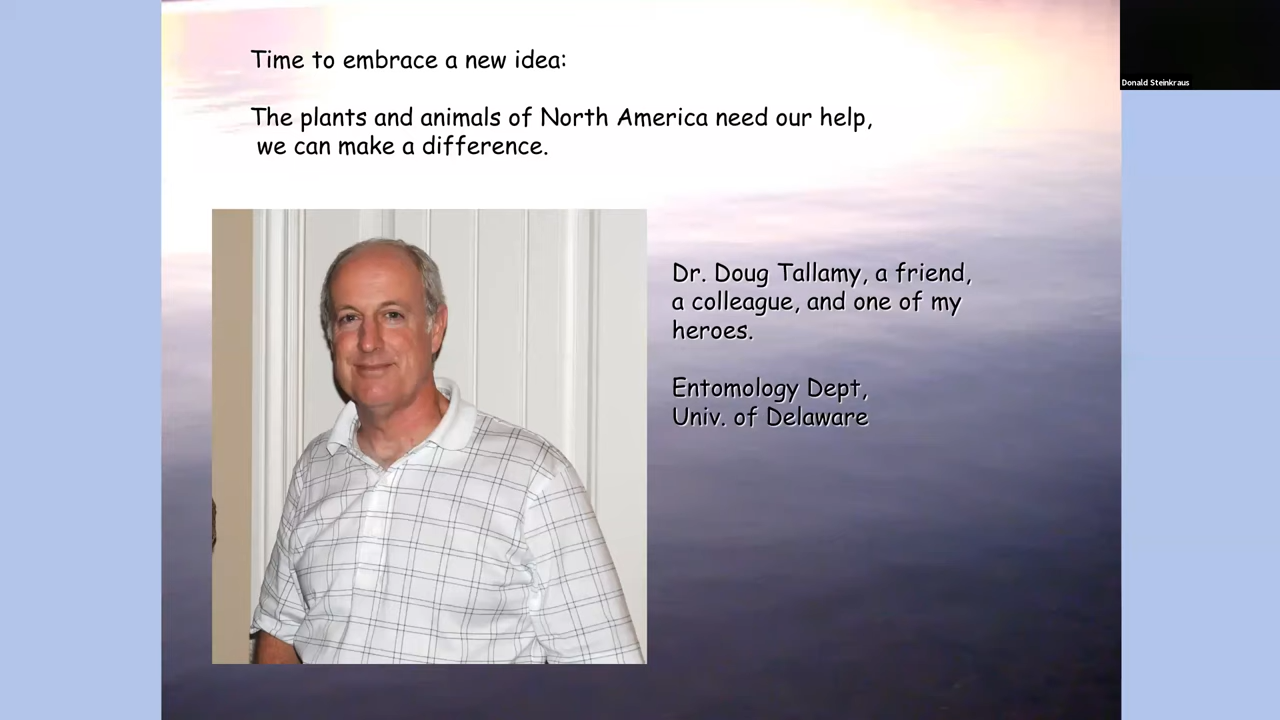 Time to embrace a new idea:
The plants and animals of North America need our help,
we can make a difference.
Donald Steinkraus
Dr. Doug Tallamy, a friend,
a colleague, and one of my
heroes.
Entomology Dept,
Univ. of Delaware